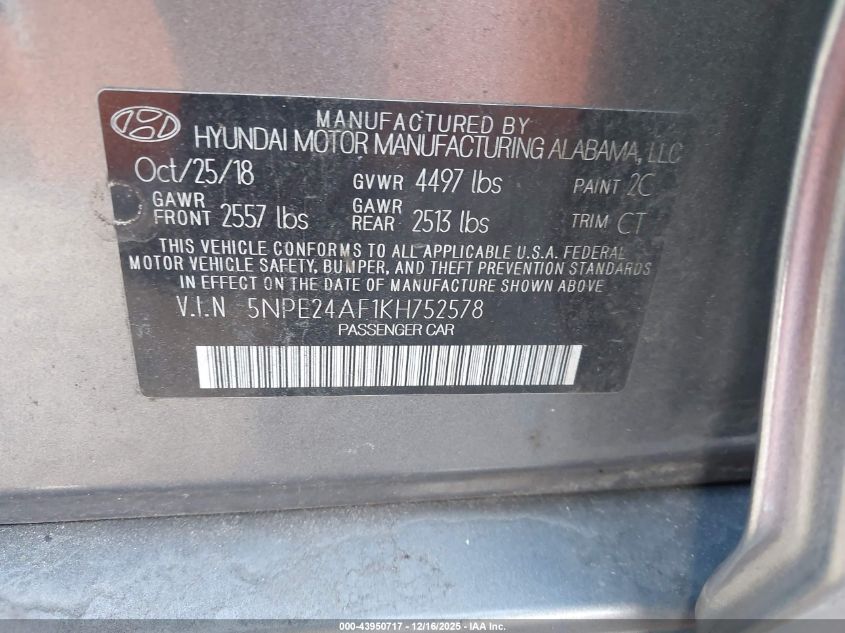 MANUFACTURED BY
HYUNDAI MOTOR MANUFACTURING ALABAMA, LLC
Oct/25/18 GVWR 4497 lbs PAINT 2C
GAWR FRONT 2557 lbs GAWR REAR 2513 lbs TRIM CT
THIS VEHICLE CONFORMS TO ALL APPLICABLE U.S.A. FEDERAL
MOTOR VEHICLE SAFETY, BUMPER, AND THEFT PREVENTION STANDARDS
IN EFFECT ON THE DATE OF MANUFACTURE SHOWN ABOVE.
V.I.N 5NPE24AF1KH752578
PASSENGER CAR
000-43950717 - 12/16/2025 - IAA Inc.